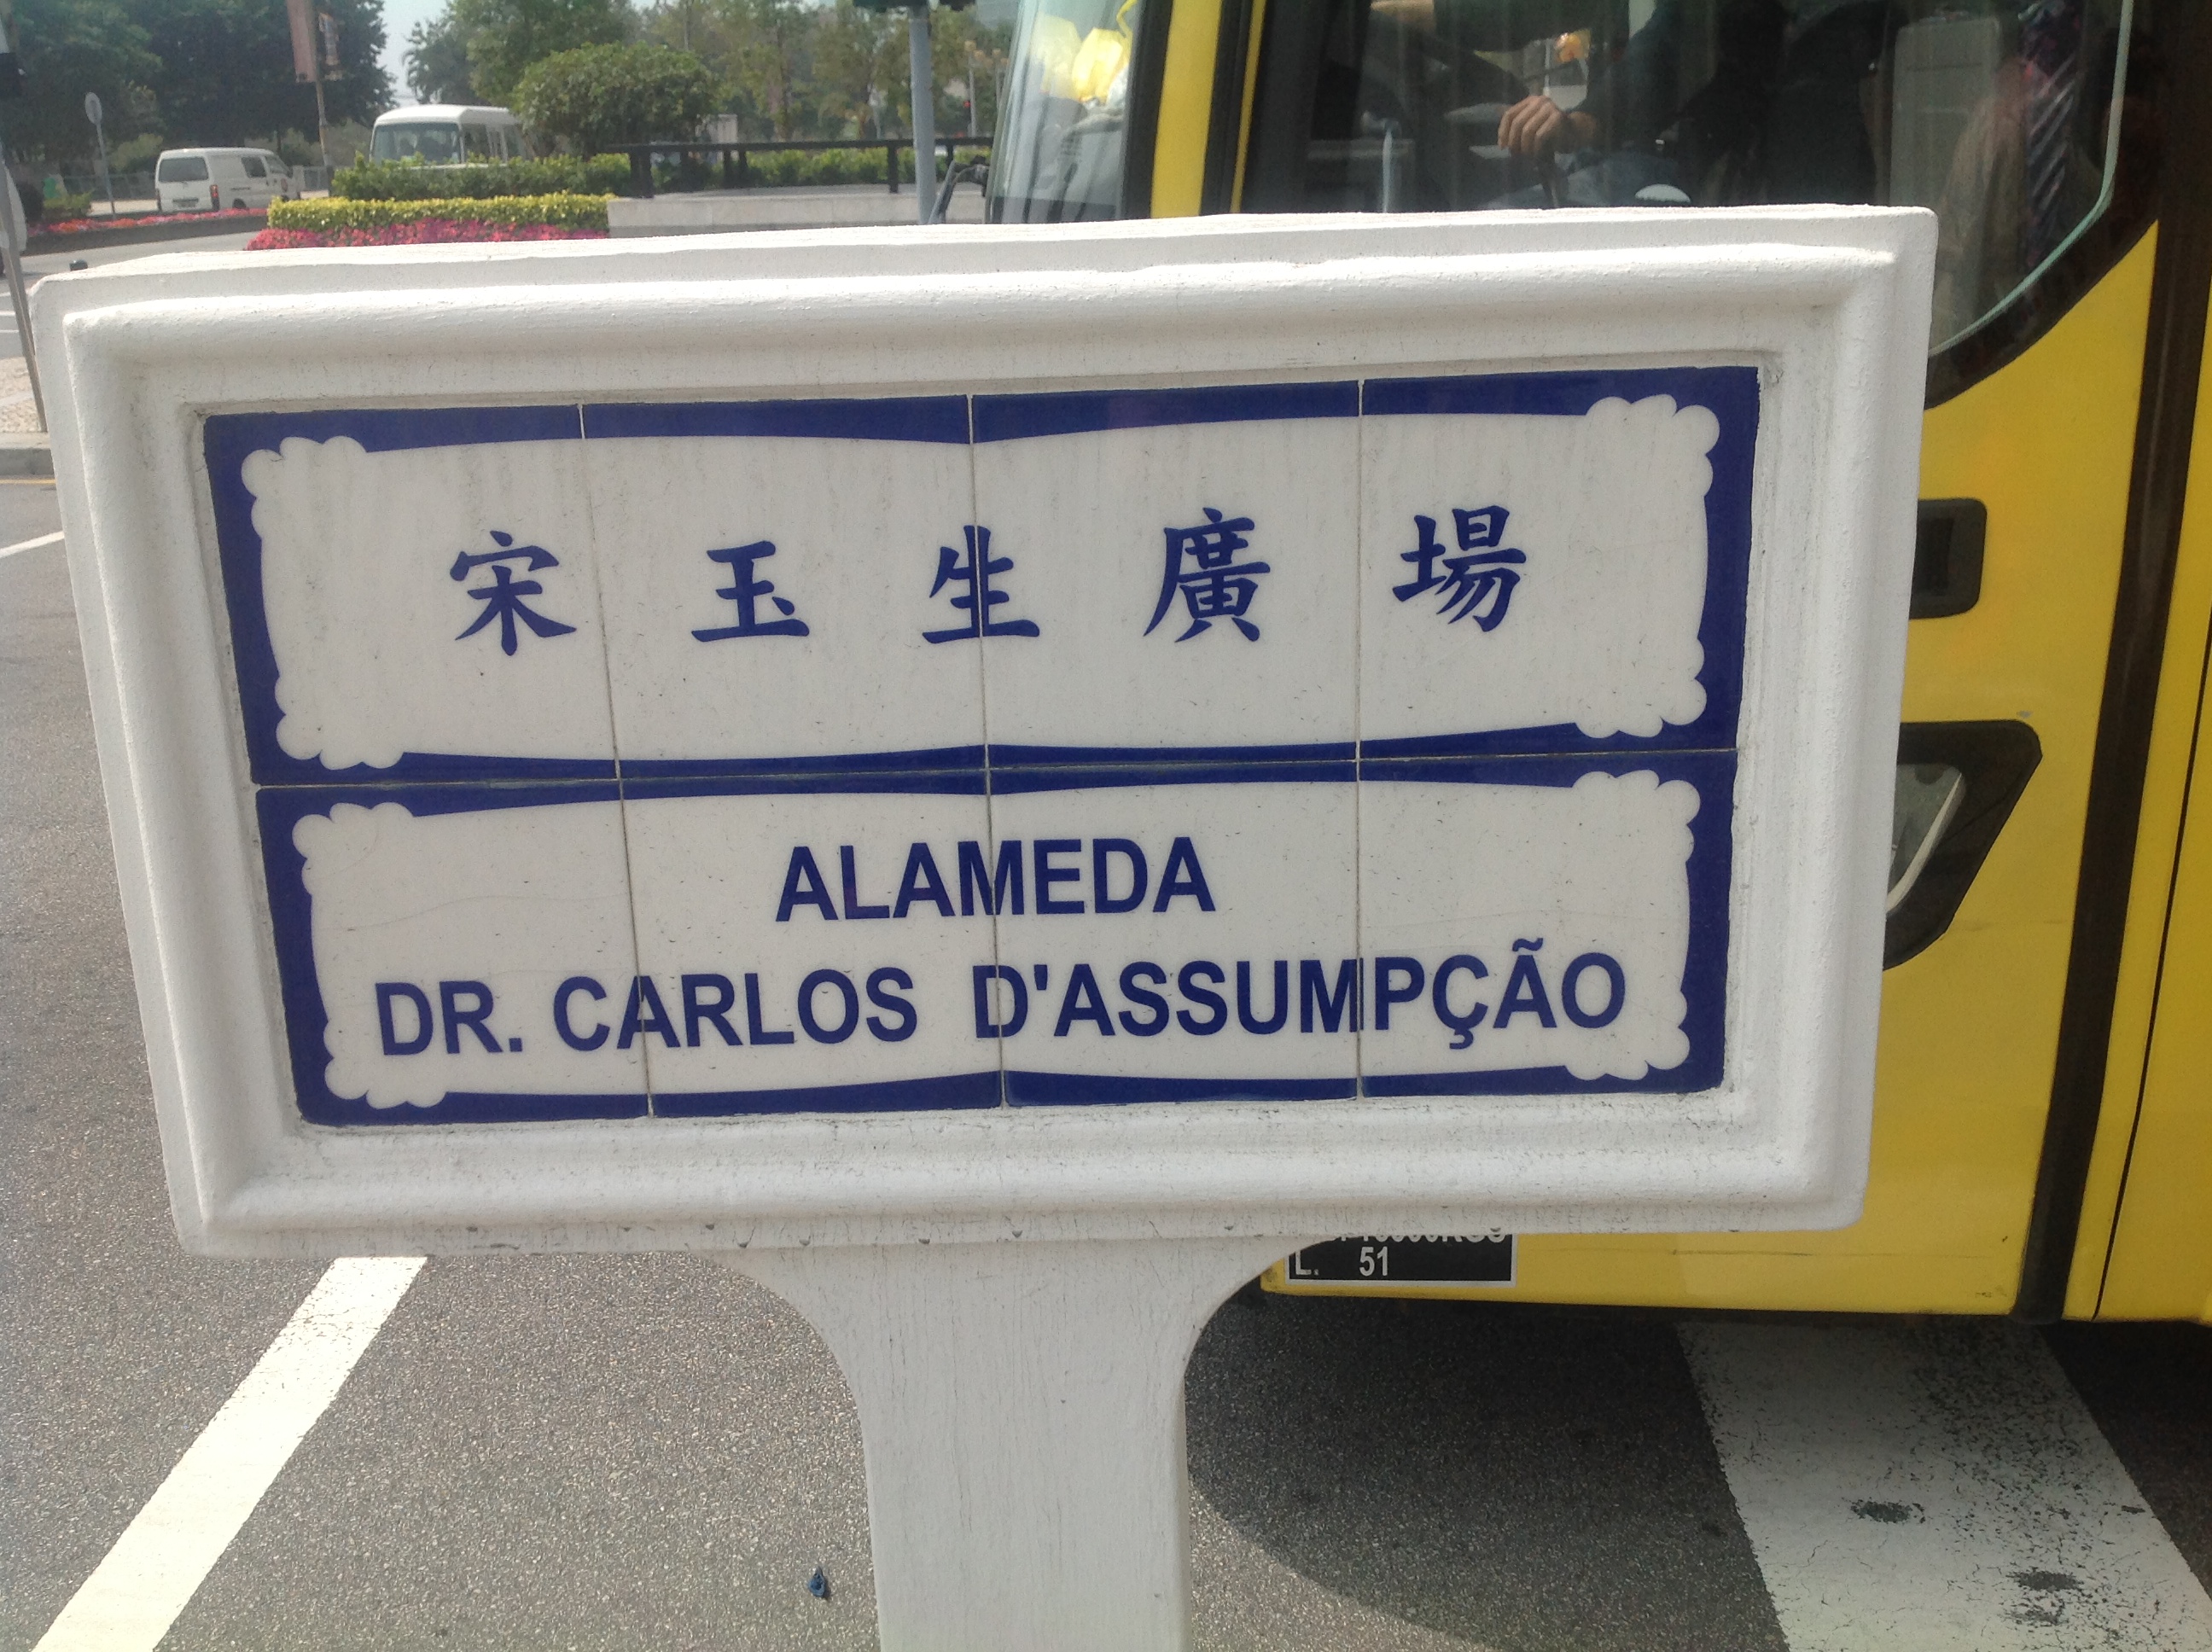 宋玉生廣場
ALAMEDA
DR. CARLOS D'ASSUMPÇÃO
L. 51